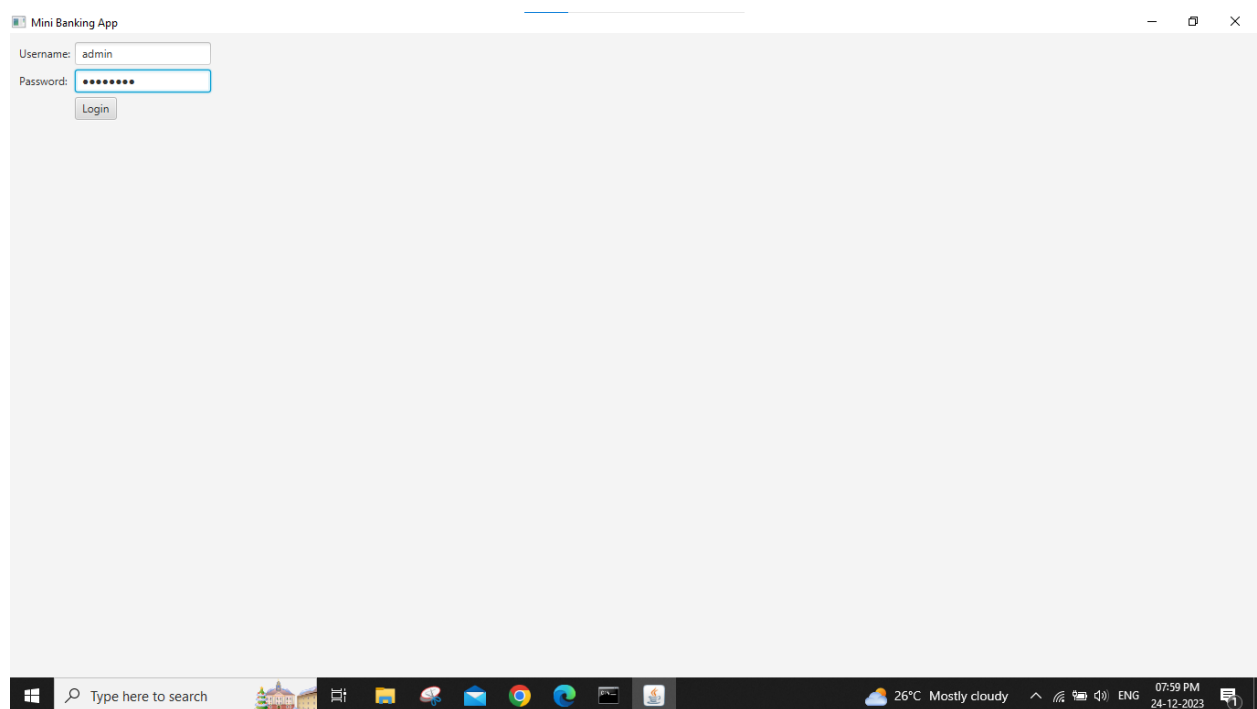 Mini Banking App
Username: admin
Password: ••••••••
Login
Type here to search
26°C Mostly cloudy
ENG
07:59 PM
24-12-2023
1